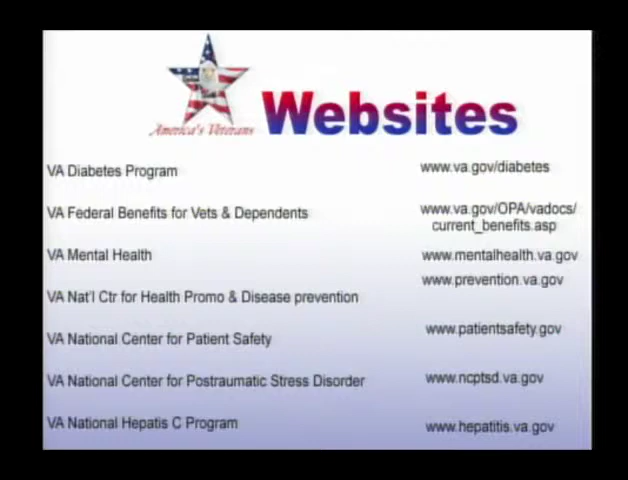 America's Veterans
Websites
VA Diabetes Program www.va.gov/diabetes
VA Federal Benefits for Vets & Dependents www.va.gov/OPA/vadocs/
current_benefits.asp
VA Mental Health www.mentalhealth.va.gov
VA Nat'l Ctr for Health Promo & Disease prevention www.prevention.va.gov
VA National Center for Patient Safety www.patientsafety.gov
VA National Center for Postraumatic Stress Disorder www.ncptsd.va.gov
VA National Hepatis C Program www.hepatitis.va.gov